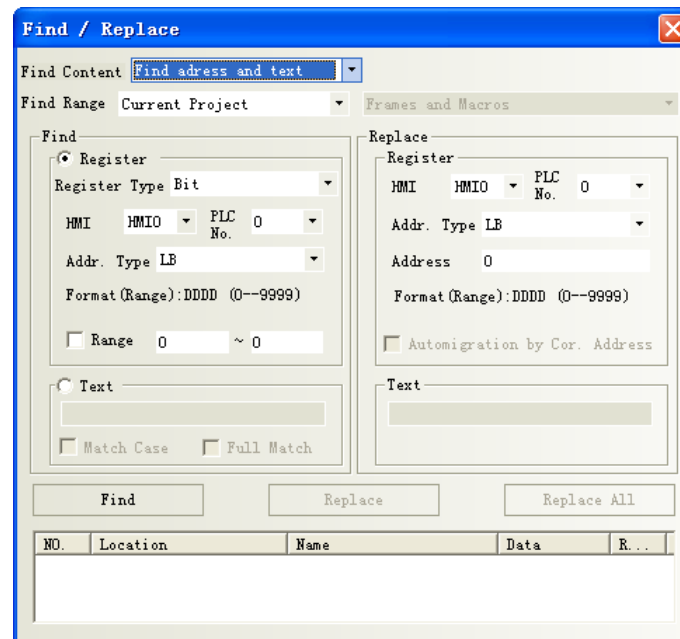 Find / Replace
Find Content Find adress and text
Find Range Current Project Frames and Macros
Find
Register
Register Type Bit
HMI HMI0 PLC No. 0
Addr. Type LB
Format(Range):DDDD (0--9999)
Range 0 ~ 0
Text
Match Case Full Match
Replace
Register
HMI HMI0 PLC No. 0
Addr. Type LB
Address 0
Format(Range):DDDD (0--9999)
Automigration by Cor. Address
Text
Find Replace Replace All
NO. Location Name Data R...